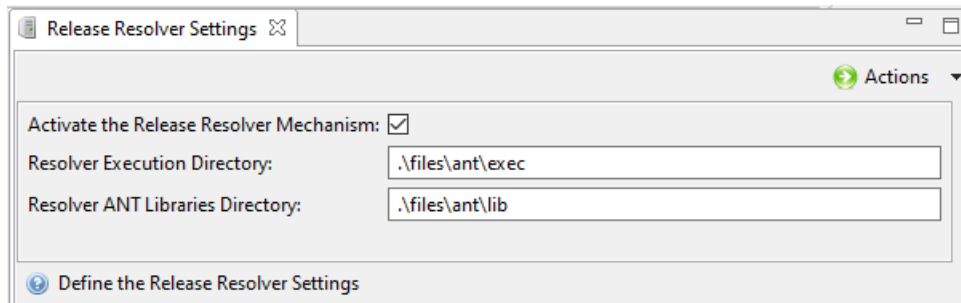 Release Resolver Settings
Actions
Activate the Release Resolver Mechanism:
Resolver Execution Directory: .\files\ant\exec
Resolver ANT Libraries Directory: .\files\ant\lib
Define the Release Resolver Settings